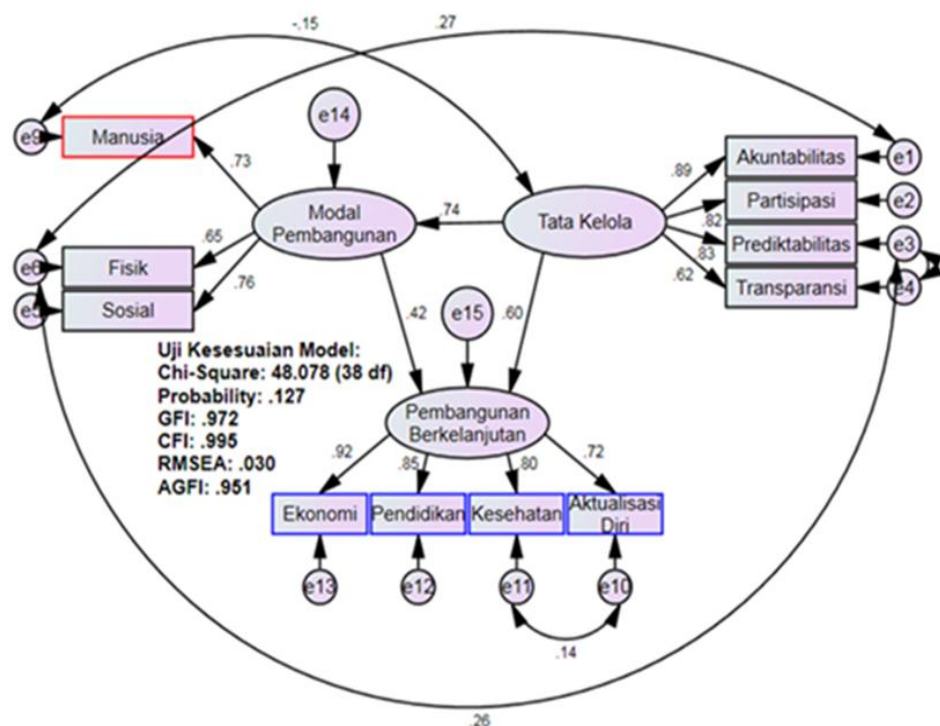 -.15
.27
e14
e9
Manusia
.73
Modal
Pembangunan
.74
Tata Kelola
.89
Akuntabilitas
e1
Partisipasi
e2
.82
Prediktabilitas
e3
.83
.62
Transparansi
e4
.65
e6
Fisik
.76
e5
Sosial
.42
e15
.60
Uji Kesesuaian Model:
Chi-Square: 48.078 (38 df)
Probability: .127
GFI: .972
CFI: .995
RMSEA: .030
AGFI: .951
Pembangunan
Berkelanjutan
.92
.85
.80
.72
Ekonomi
Pendidikan
Kesehatan
Aktualisasi
Diri
e13
e12
e11
e10
.14
.26